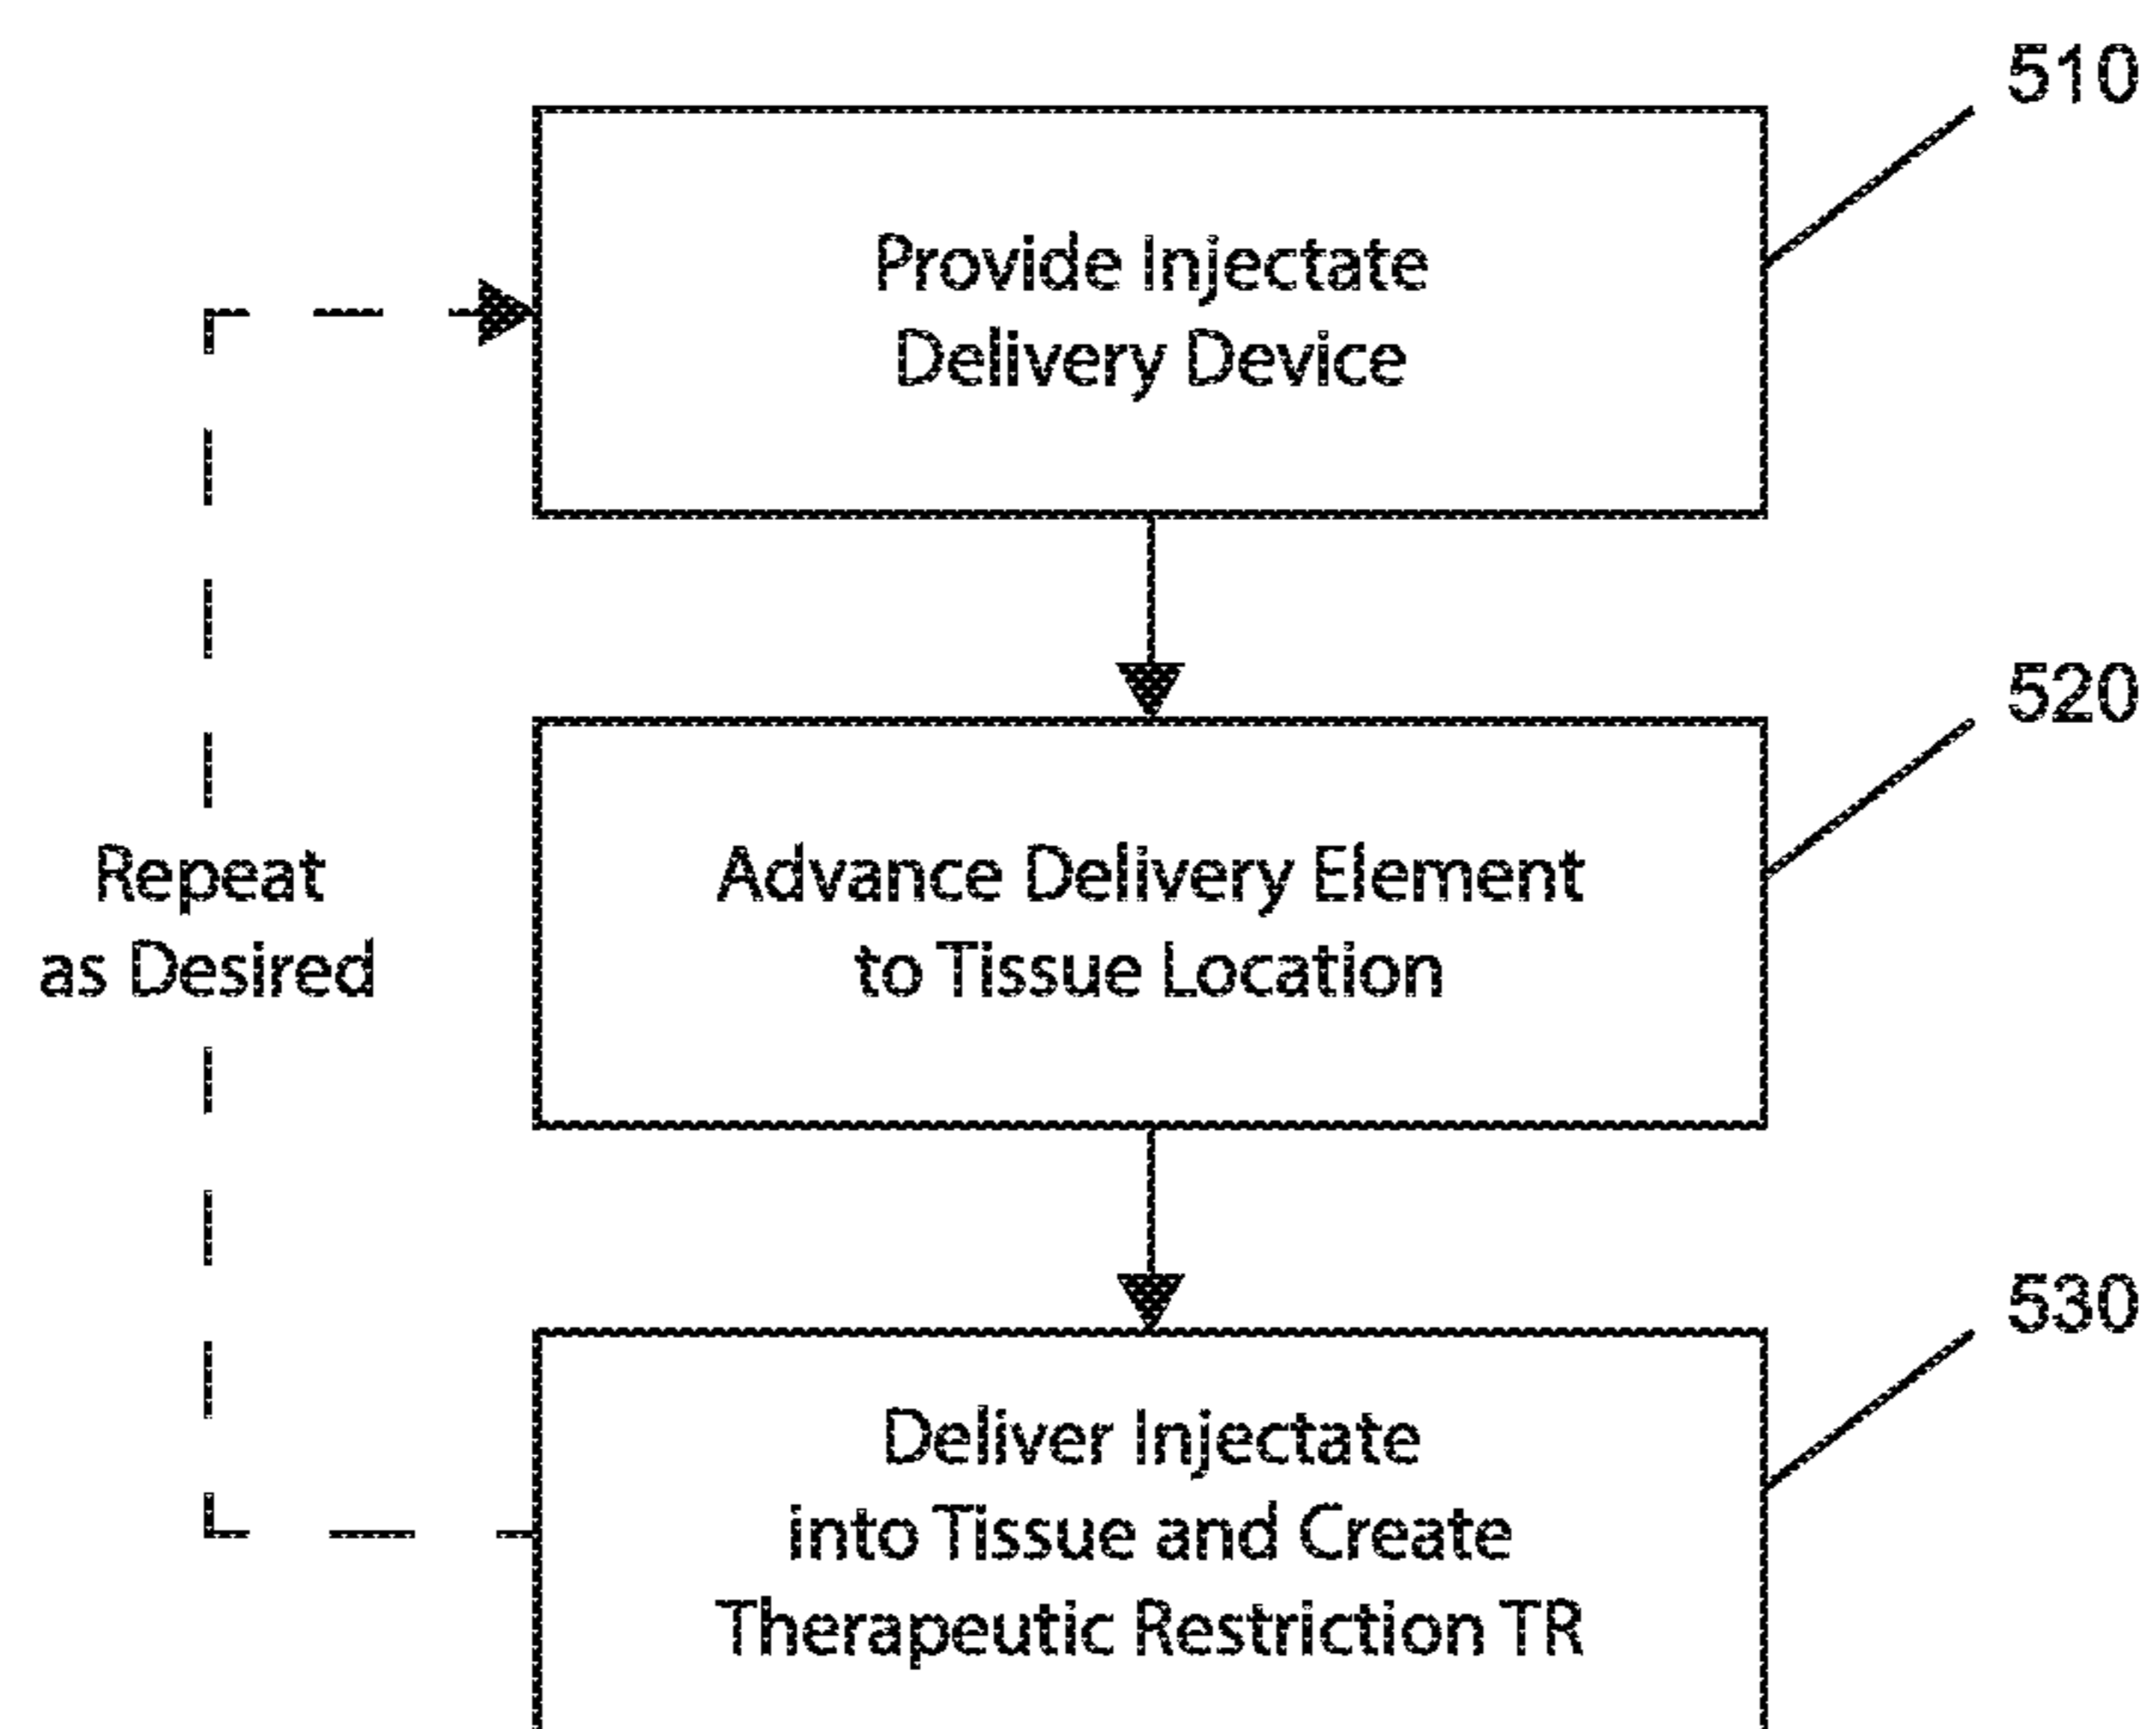 510
Provide Injectate
Delivery Device
520
Advance Delivery Element
to Tissue Location
Repeat
as Desired
530
Deliver Injectate
into Tissue and Create
Therapeutic Restriction TR